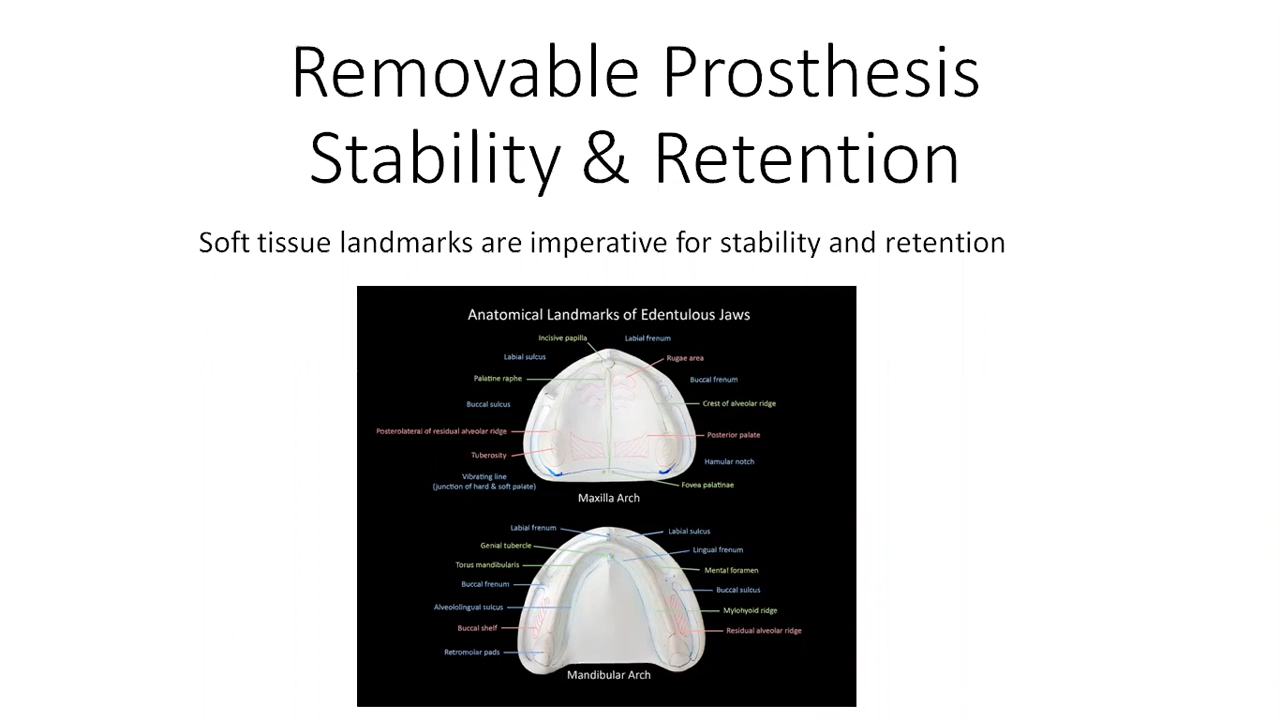 Removable Prosthesis
Stability & Retention
Soft tissue landmarks are imperative for stability and retention
Anatomical Landmarks of Edentulous Jaws
Incisive papilla
Labial frenum
Labial sulcus
Rugae area
Palatine raphe
Buccal frenum
Buccal sulcus
Crest of alveolar ridge
Posterolateral of residual alveolar ridge
Posterior palate
Tuberosity
Hamular notch
Vibrating line
(junction of hard & soft palate)
Fovea palatinae
Maxilla Arch
Labial frenum
Labial sulcus
Genial tubercle
Lingual frenum
Torus mandibularis
Mental foramen
Buccal frenum
Buccal sulcus
Alveololingual sulcus
Mylohyoid ridge
Buccal shelf
Residual alveolar ridge
Retromolar pads
Mandibular Arch